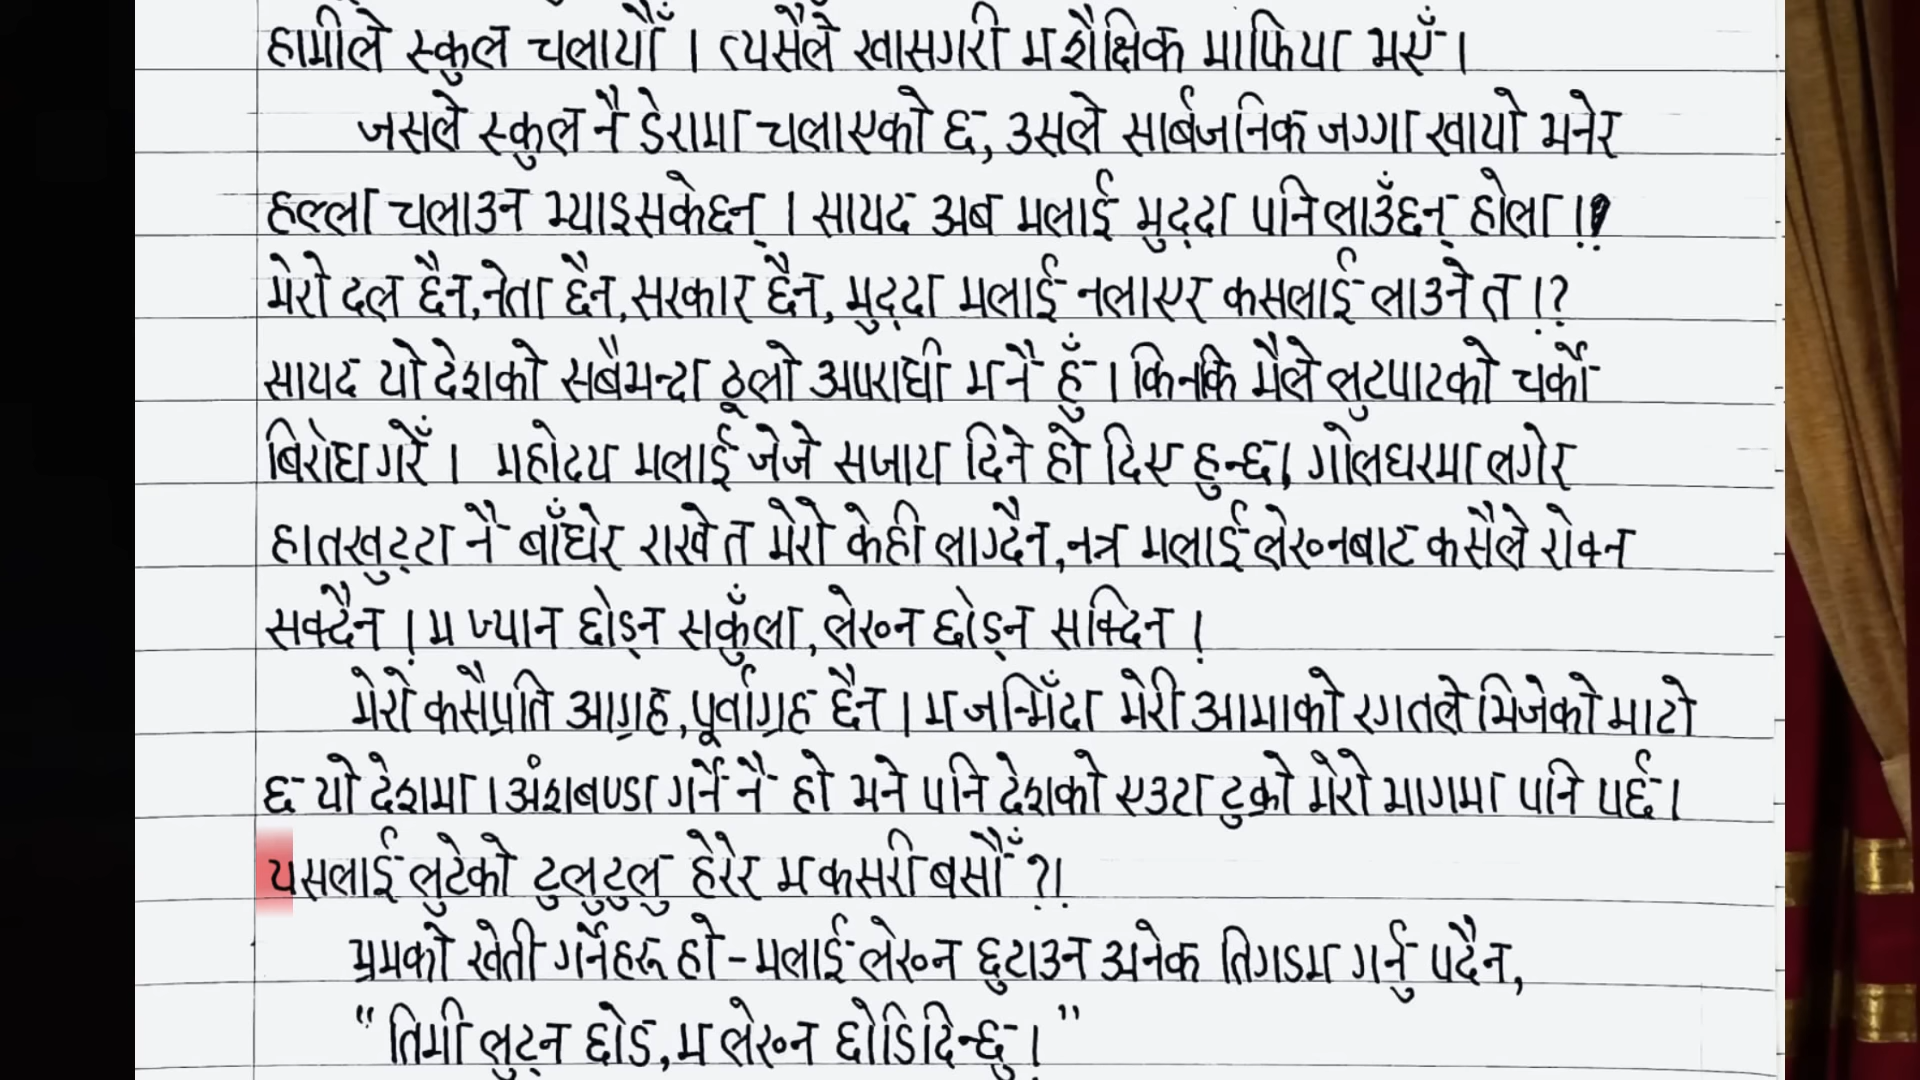 हामीले स्कुल चलायौँ । त्यसैले खासगरी म शैक्षिक माफिया भएँ ।
जसले स्कुल नै डेरामा चलाएको छ, उसले सार्बजनिक जग्गा खायो भनेर
हल्ला चलाउन भ्याइसकेछन् । सायद अब मलाई मुद्दा पनि लाउँछन् होला !?
मेरो दल छैन, नेता छैन, सरकार छैन, मुद्दा मलाई नलाएर कसलाई लाउने त !?
सायद यो देशको सबैभन्दा ठूलो अपराधी म नै हुँ । किनकि मैले लुटपाटको चर्को
बिरोध गरेँ । महोदय मलाई जेजे सजाय दिने हो दिए हुन्छ। गोलघरमा लगेर
हातखुट्टा नै बाँधेर राखे त मेरो केही लाग्दैन, नत्र मलाई लेख्नबाट कसैले रोक्न
सक्दैन ! म ज्यान छोड्न सकुँला, लेख्न छोड्न सक्दिन !
मेरो कसैप्रति आग्रह, पूर्वाग्रह छैन । म जन्मिँदा मेरी आमाको रगतले भिजेको माटो
छ यो देशमा । अंशबण्डा गर्ने नै हो भने पनि देशको एउटा टुक्रो मेरो भागमा पनि पर्छ ।
यसलाई लुटेको टुलुटुलु हेरेर म कसरी बसौँ ?!
भ्रमको खेती गर्नेहरू हो - मलाई लेख्न छुटाउन अनेक तिगडम गर्नु पर्दैन,
“ तिमी लुट्न छोड, म लेख्न छोडिदिन्छु ! ”